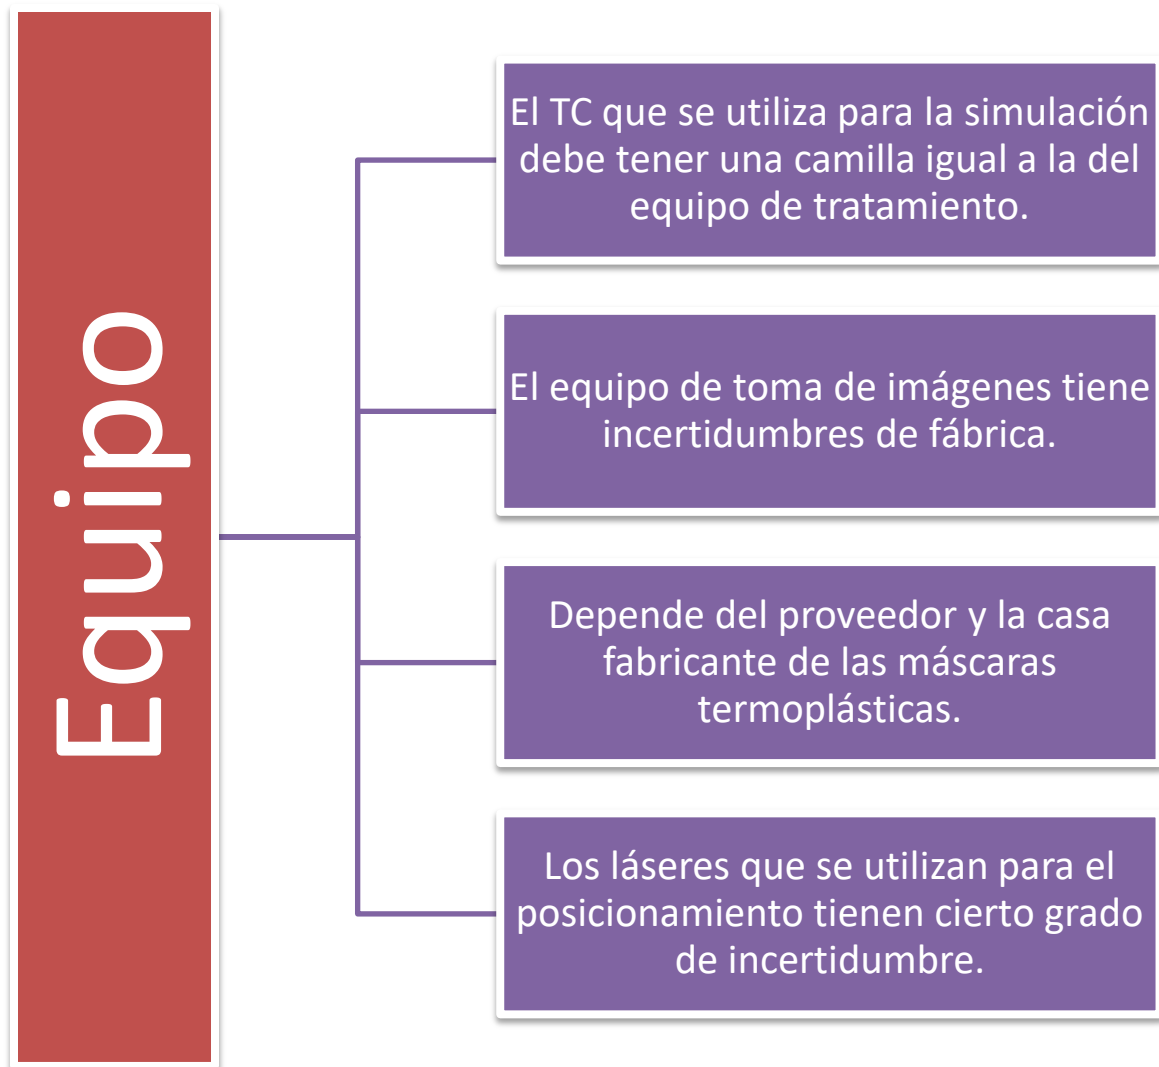 Equipo
El TC que se utiliza para la simulación
debe tener una camilla igual a la del
equipo de tratamiento.
El equipo de toma de imágenes tiene
incertidumbres de fábrica.
Depende del proveedor y la casa
fabricante de las máscaras
termoplásticas.
Los láseres que se utilizan para el
posicionamiento tienen cierto grado
de incertidumbre.